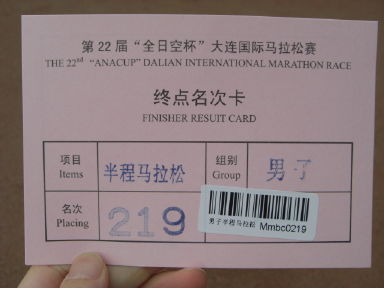 第22届“全日空杯”大连国际马拉松赛
THE 22nd “ANACUP” DALIAN INTERNATIONAL MARATHON RACE
终点名次卡
FINISHER RESUIT CARD
项目 半程马拉松 组别 男子
Items Group
名次 219
Placing
男子半程马拉松 Mmbc0219